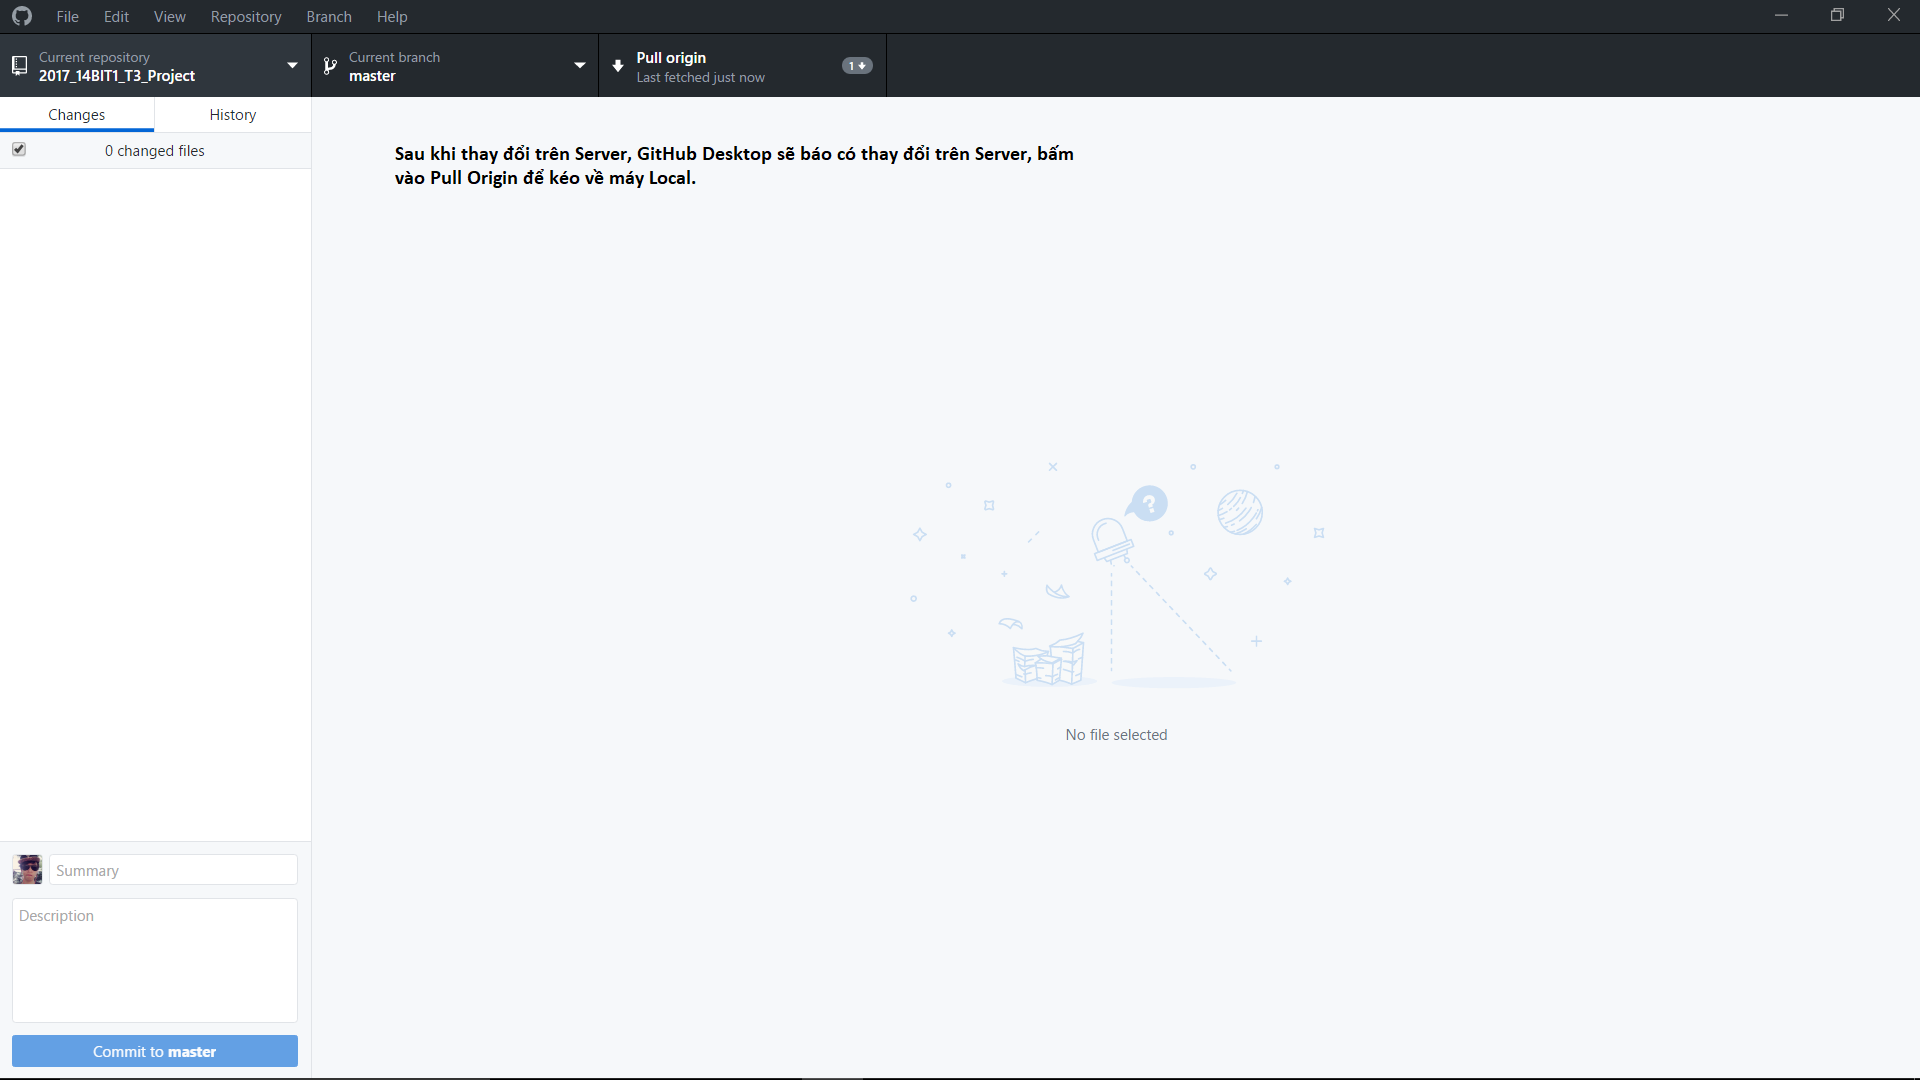 File Edit View Repository Branch Help
Current repository
2017_14BIT1_T3_Project
Current branch
master
Pull origin
Last fetched just now
1
Changes
History
0 changed files
Sau khi thay đổi trên Server, GitHub Desktop sẽ báo có thay đổi trên Server, bấm
vào Pull Origin để kéo về máy Local.
?
No file selected
Summary
Description
Commit to master